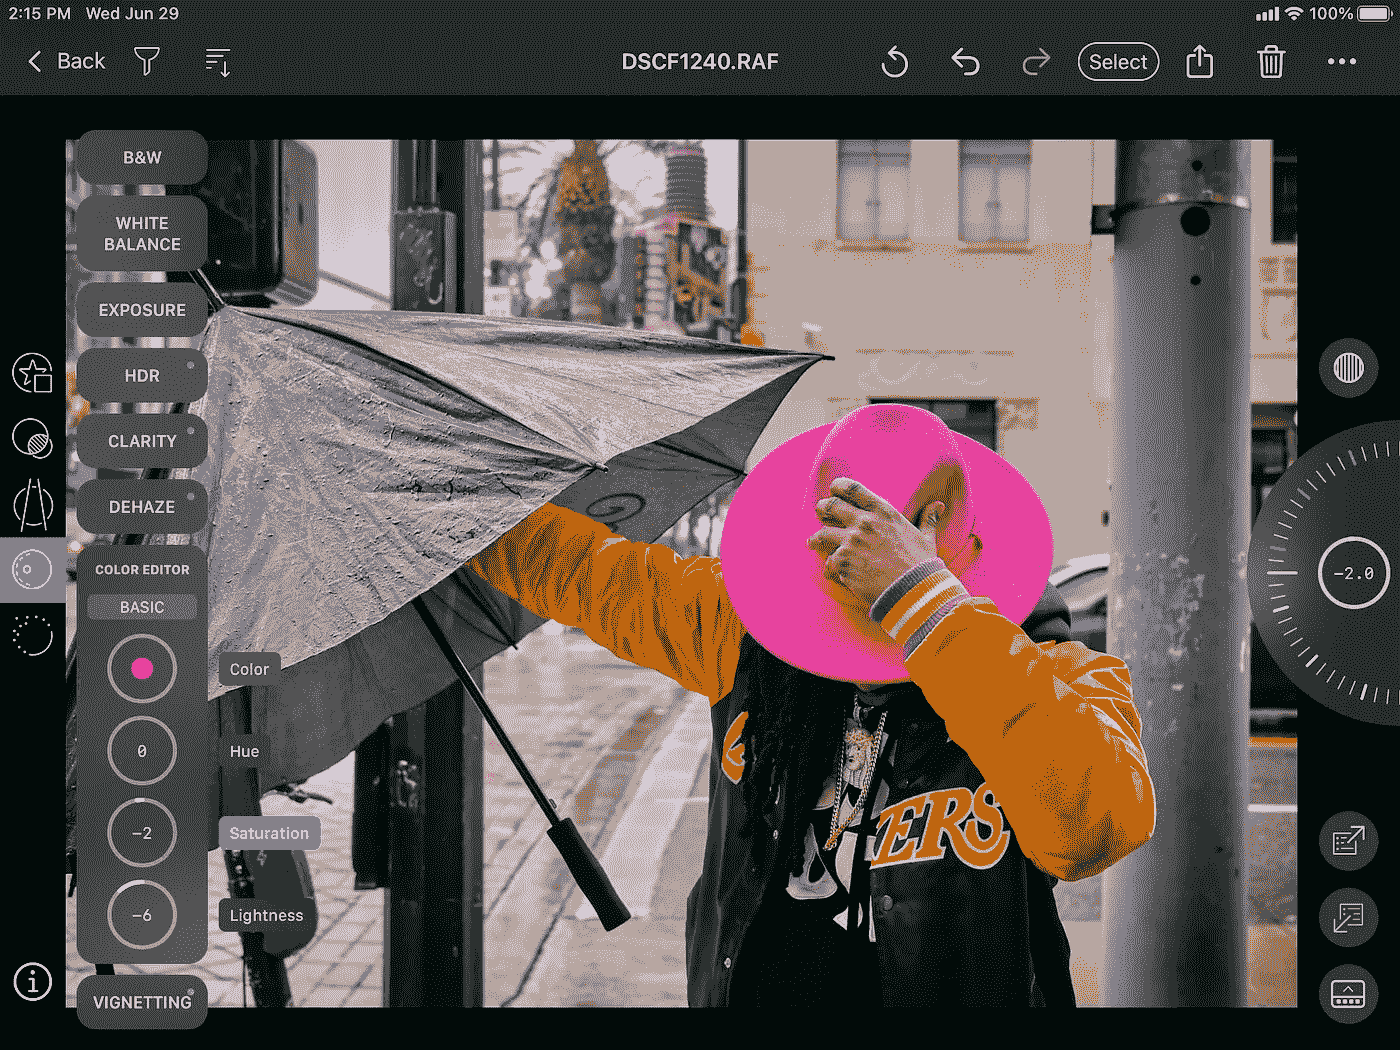 2:15 PM Wed Jun 29
100%
Back
DSCF1240.RAF
Select
B&W
WHITE
BALANCE
EXPOSURE
HDR
CLARITY
DEHAZE
COLOR EDITOR
BASIC
Color
0
Hue
-2
Saturation
-6
Lightness
VIGNETTING
-2.0
ERS